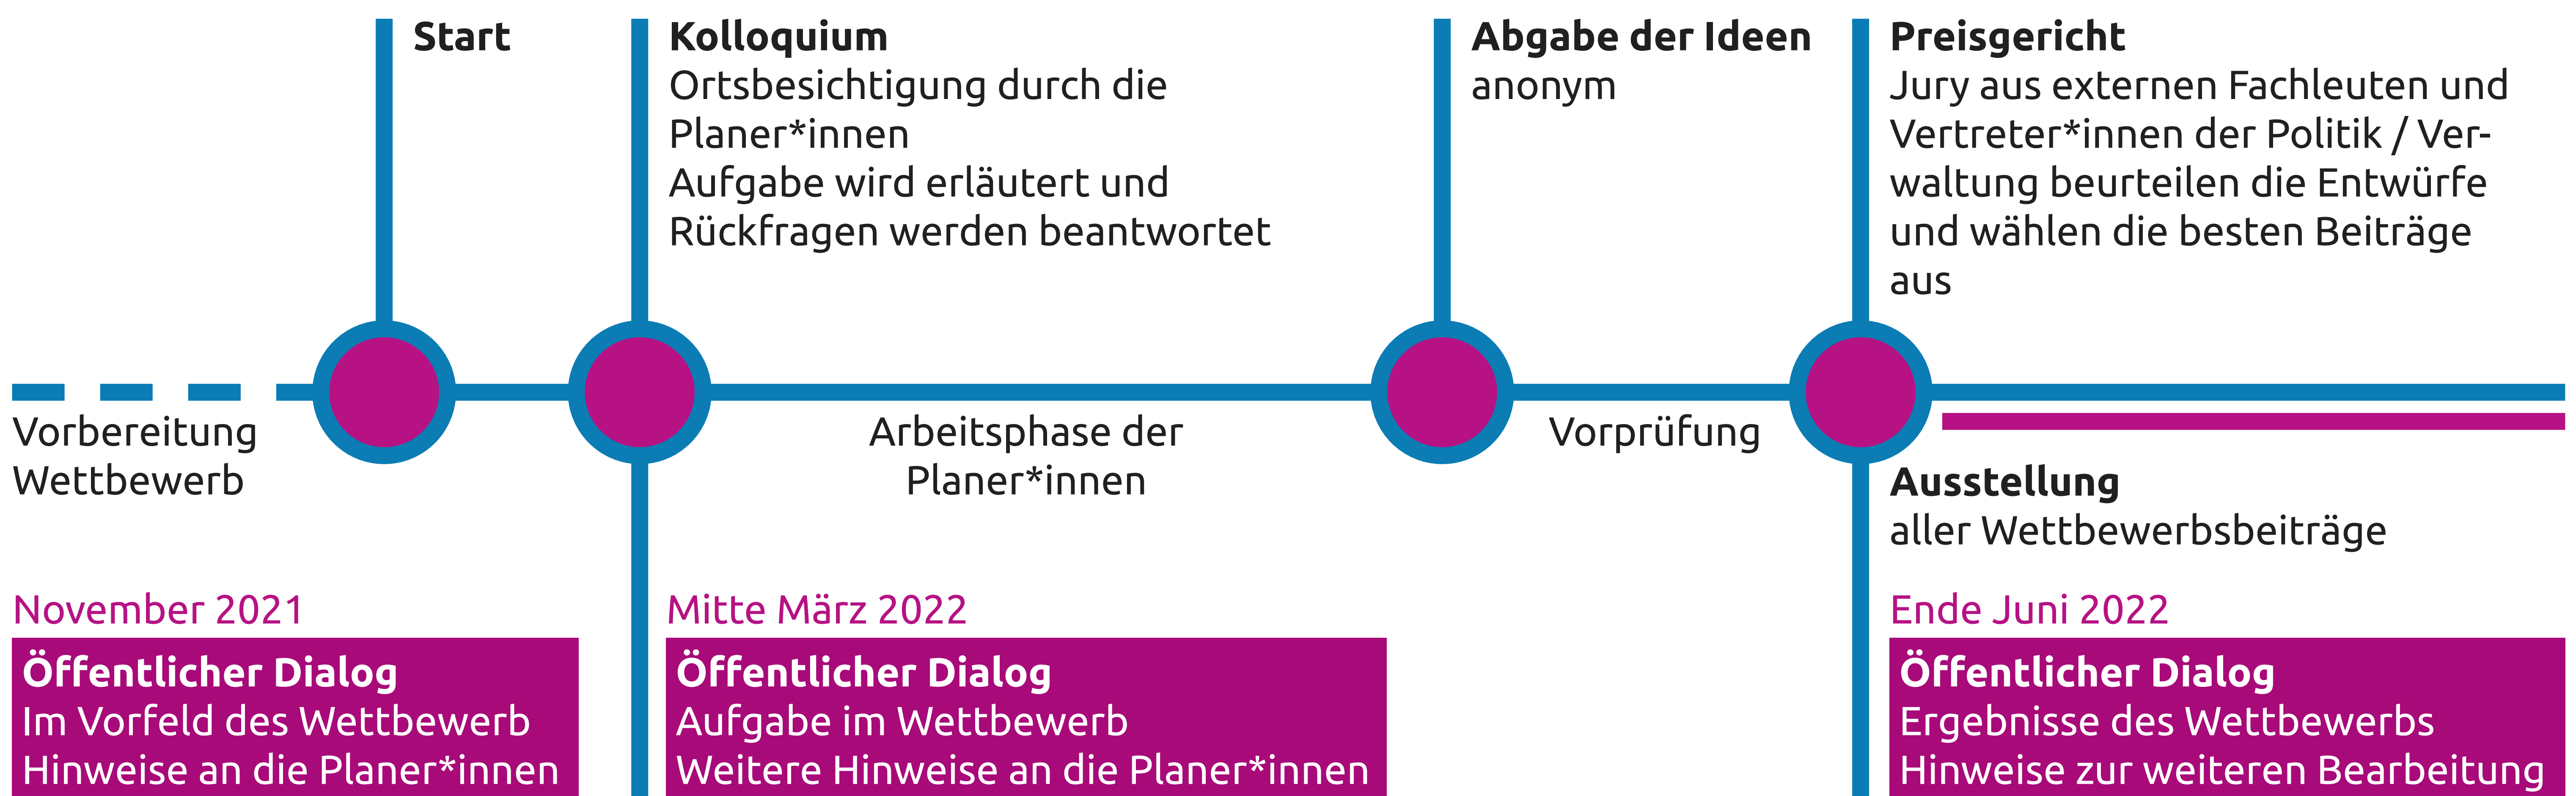 Start
Kolloquium
Ortsbesichtigung durch die
Planer*innen
Aufgabe wird erläutert und
Rückfragen werden beantwortet
Abgabe der Ideen
anonym
Preisgericht
Jury aus externen Fachleuten und
Vertreter*innen der Politik / Ver-
waltung beurteilen die Entwürfe
und wählen die besten Beiträge
aus
Vorbereitung
Wettbewerb
Arbeitsphase der
Planer*innen
Vorprüfung
Ausstellung
aller Wettbewerbsbeiträge
November 2021
Öffentlicher Dialog
Im Vorfeld des Wettbewerb
Hinweise an die Planer*innen
Mitte März 2022
Öffentlicher Dialog
Aufgabe im Wettbewerb
Weitere Hinweise an die Planer*innen
Ende Juni 2022
Öffentlicher Dialog
Ergebnisse des Wettbewerbs
Hinweise zur weiteren Bearbeitung